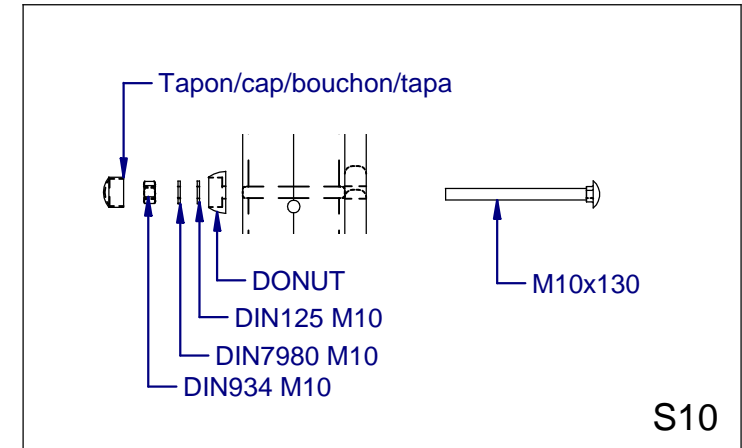 Tapon/cap/bouchon/tapa
DONUT
M10x130
DIN125 M10
DIN7980 M10
DIN934 M10
S10